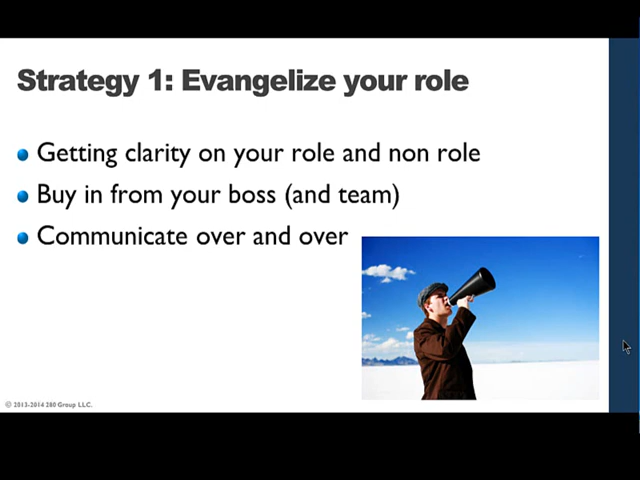 Strategy 1: Evangelize your role
Getting clarity on your role and non role
Buy in from your boss (and team)
Communicate over and over
© 2013-2014 280 Group LLC.